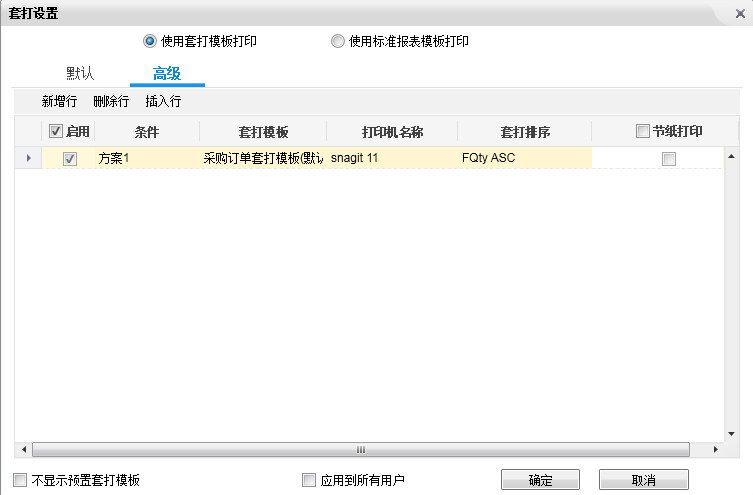 套打设置
使用套打模板打印 使用标准报表模板打印
默认 高级
新增行 删除行 插入行
启用 条件 套打模板 打印机名称 套打排序 节纸打印
方案1 采购订单套打模板(默认 snagit 11 FQty ASC
不显示预置套打模板 应用到所有用户 确定 取消